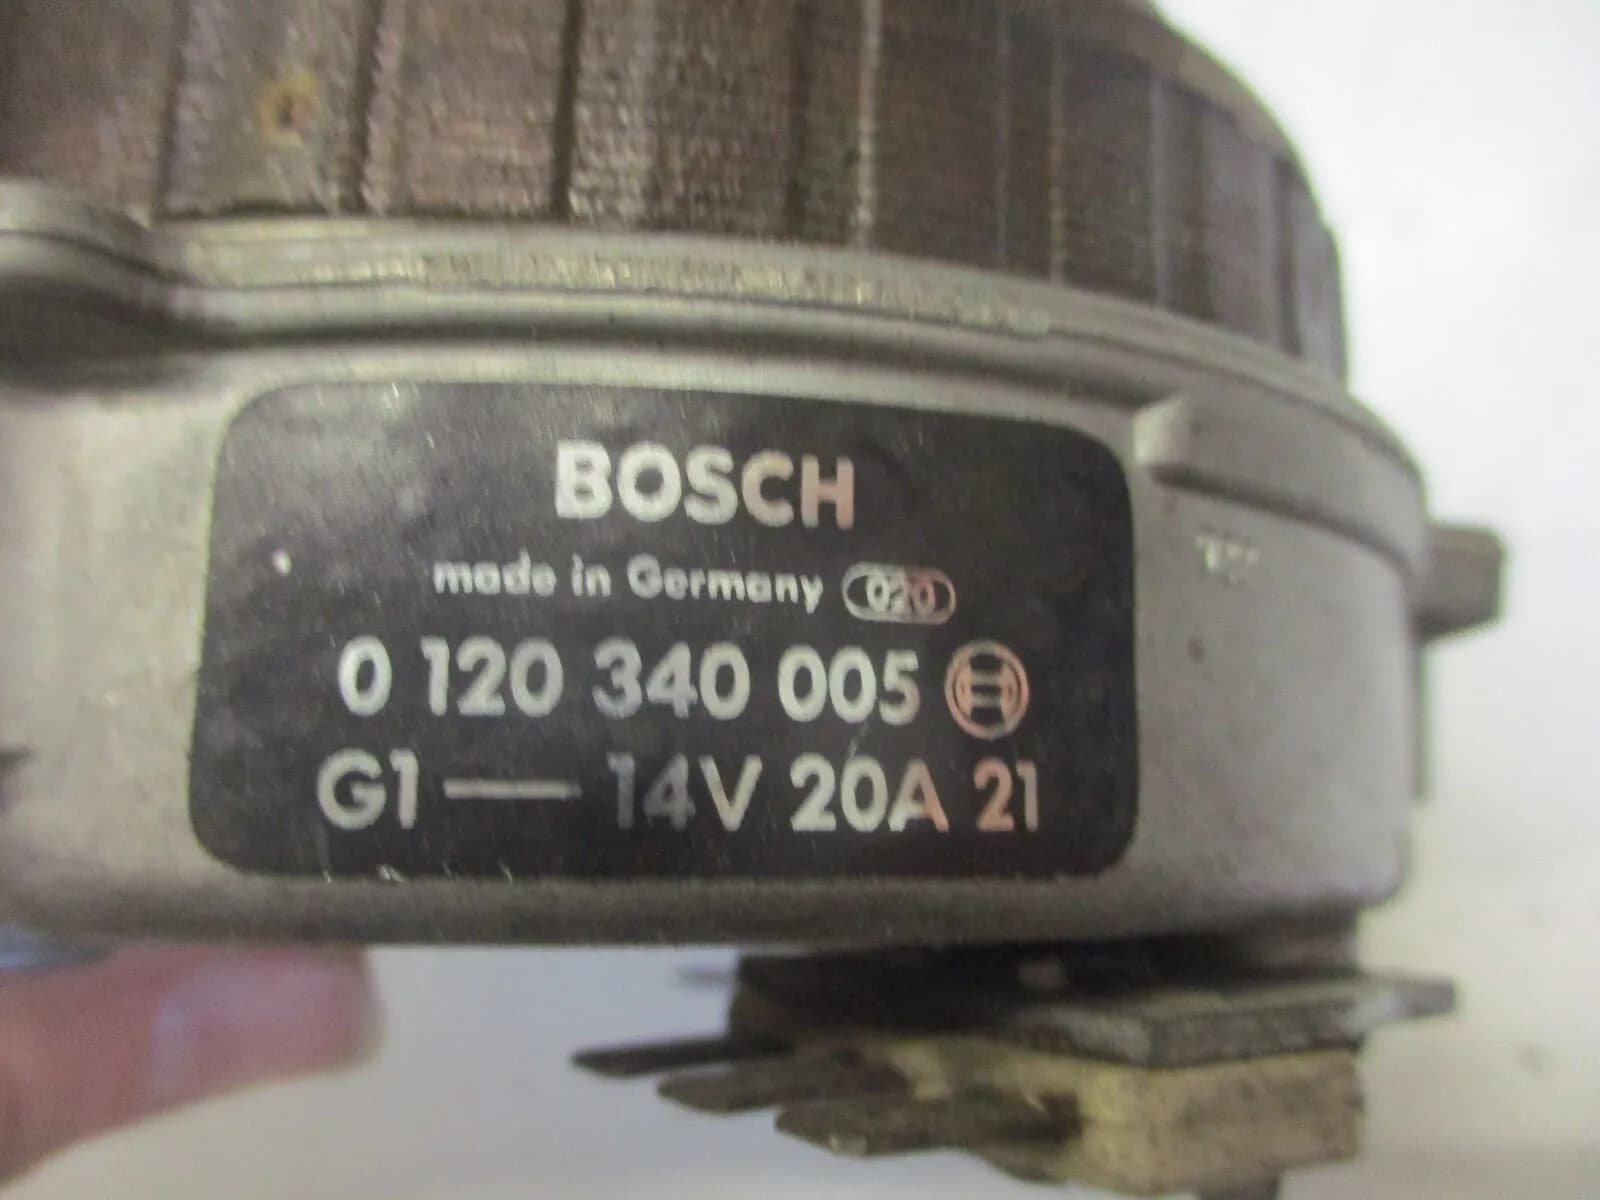 BOSCH
made in Germany 020
0 120 340 005
G1 — 14V 20A 21